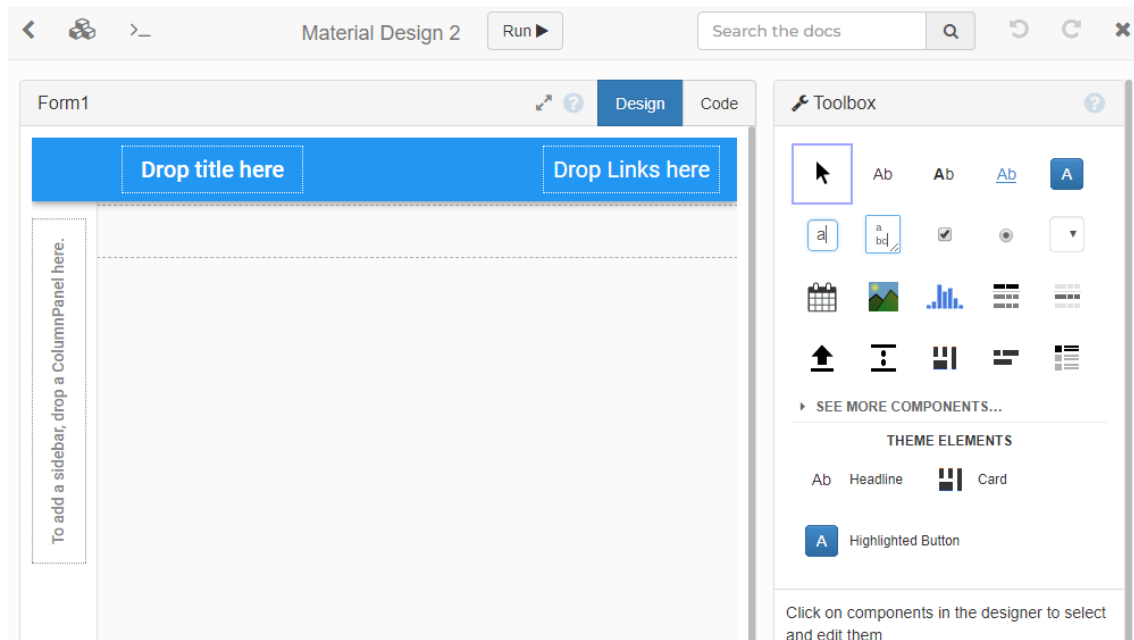 >_
Material Design 2
Run
Search the docs
Form1
Design
Code
Drop title here
Drop Links here
To add a sidebar, drop a ColumnPanel here.
Toolbox
?
Ab
Ab
Ab
A
a
a
bc
SEE MORE COMPONENTS...
THEME ELEMENTS
Ab Headline
Card
A Highlighted Button
Click on components in the designer to select
and edit them